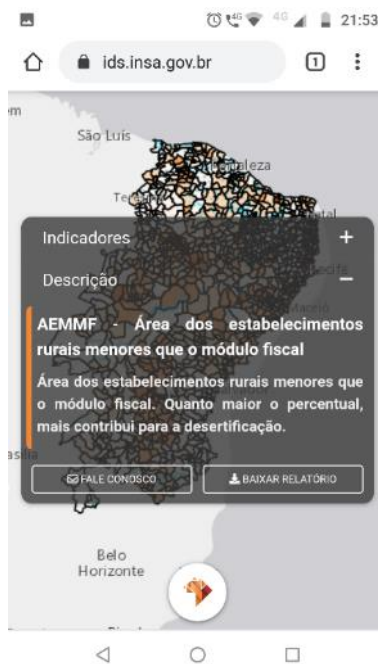 4G 4G 21:53
ids.insa.gov.br 1
São Luís
Indicadores +
Descrição −
AEMMF - Área dos estabelecimentos
rurais menores que o módulo fiscal
Área dos estabelecimentos rurais menores que
o módulo fiscal. Quanto maior o percentual,
mais contribui para a desertificação.
FALE CONOSCO BAIXAR RELATÓRIO
Belo
Horizonte